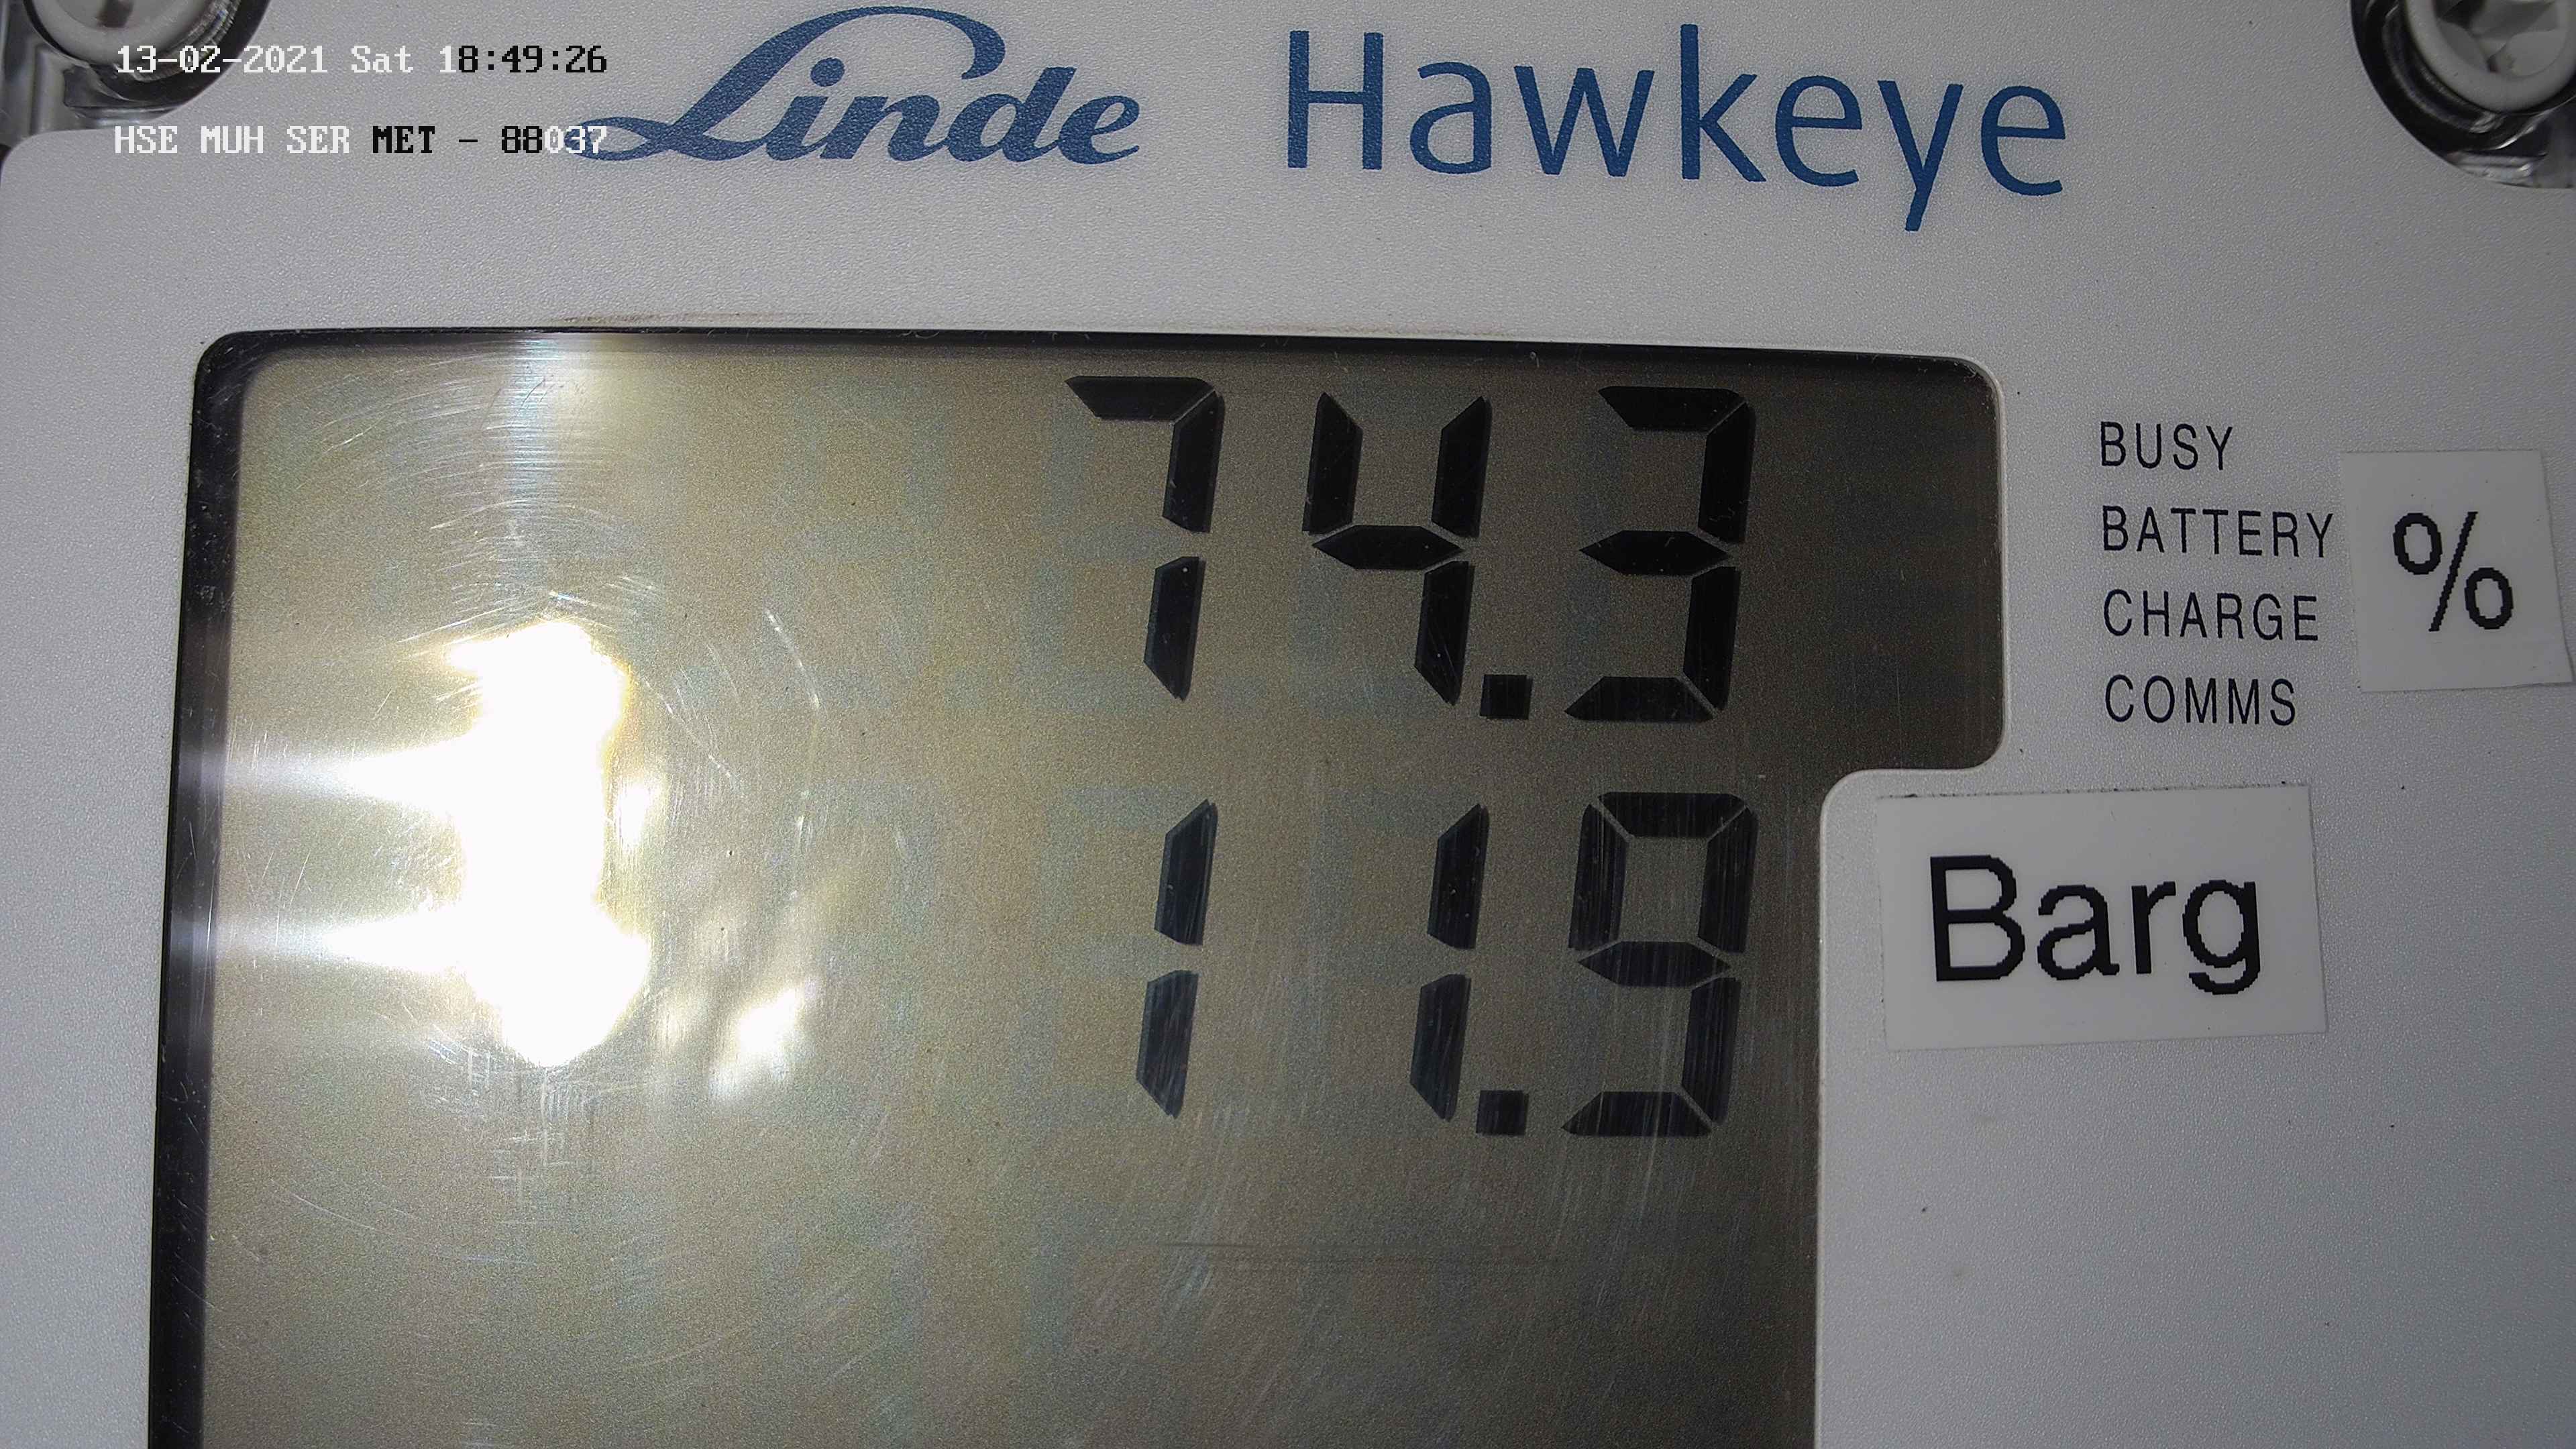 13-02-2021 Sat 18:49:26
HSE MUH SER MET - 88037
Linde Hawkeye
74.3
BUSY
BATTERY
CHARGE
COMMS
%
11.9
Barg